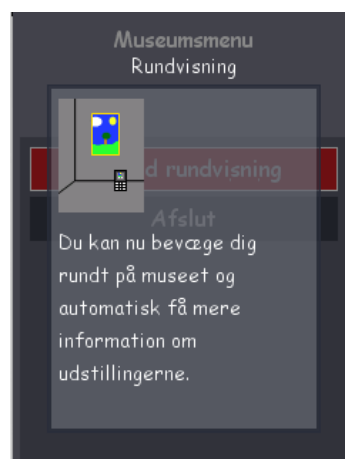 Museumsmenu
Rundvisning
d rundvisning
Afslut
Du kan nu bevæge dig
rundt på museet og
automatisk få mere
information om
udstillingerne.